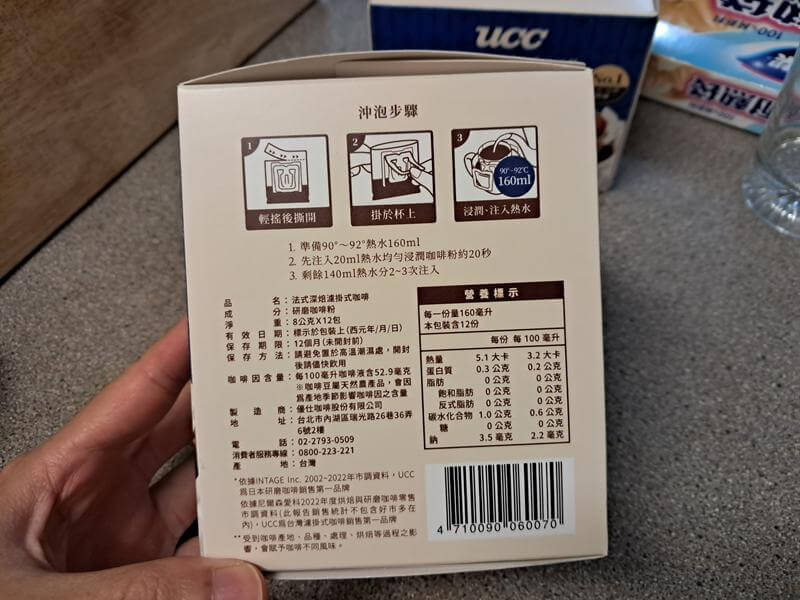 ucc
No.1
100%
沖泡步驟
1
2
3
90°-92°C
160ml
輕搖後撕開
掛於杯上
浸潤、注入熱水
1. 準備90°～92°熱水160ml
2. 先注入20ml熱水均勻浸潤咖啡粉約20秒
3. 剩餘140ml熱水分2~3次注入
品名：法式深焙濾掛式咖啡
成分：研磨咖啡粉
淨重：8公克X12包
有效日期：標示於包裝上(西元年/月/日)
保存期限：12個月(未開封前)
保存方法：請避免置於高溫潮濕處，開封
後請儘快飲用
咖啡因含量：每100毫升咖啡液含52.9毫克
※咖啡豆屬天然農產品，會因
為產地季節影響咖啡因之含量
製造商：優仕咖啡股份有限公司
地址：台北市內湖區瑞光路26巷36弄
6號2樓
電話：02-2793-0509
消費者服務專線：0800-223-221
產地：台灣
營養標示
每一份量160毫升
本包裝含12份
每份 每100毫升
熱量 5.1大卡 3.2大卡
蛋白質 0.3公克 0.2公克
脂肪 0公克 0公克
飽和脂肪 0公克 0公克
反式脂肪 0公克 0公克
碳水化合物 1.0公克 0.6公克
糖 0公克 0公克
鈉 3.5毫克 2.2毫克
*依據INTAGE Inc. 2002~2022年市調資料，UCC
為日本研磨咖啡銷售第一品牌
依據尼爾森愛科2022年度烘焙與研磨咖啡零售
市調資料(此報告銷售統計不包含好市多在
內)，UCC為台灣濾掛式咖啡銷售第一品牌
**受到咖啡產地、品種、處理、烘焙等過程之影
響，會賦予咖啡不同風味。
4 710090 060070